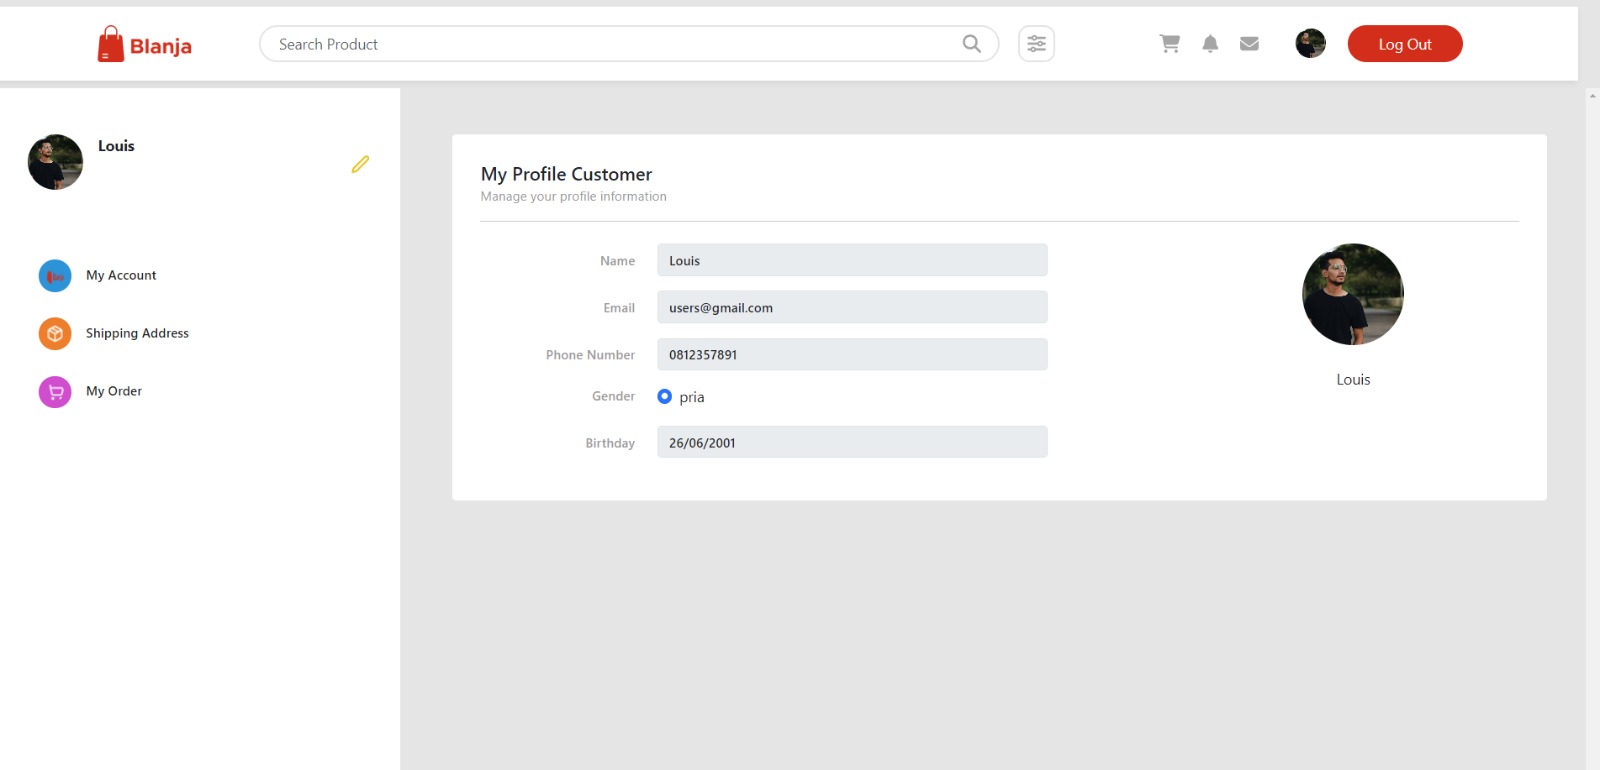 Blanja
Search Product
Log Out
Louis
My Account
Shipping Address
My Order
My Profile Customer
Manage your profile information
Name
Louis
Email
users@gmail.com
Phone Number
0812357891
Gender
pria
Birthday
26/06/2001
Louis